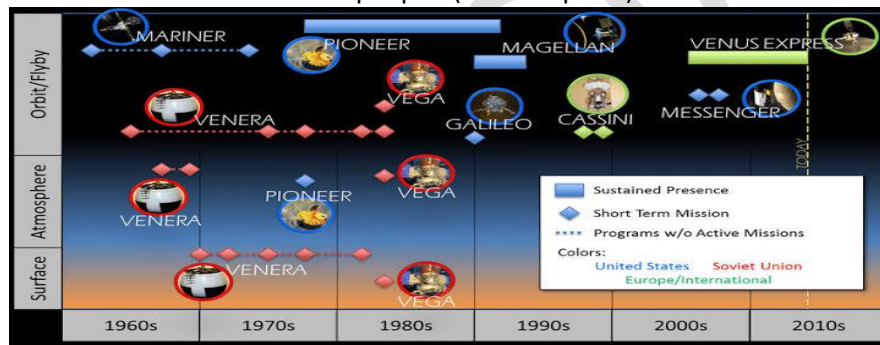 MARINER
PIONEER
MAGELLAN
VENUS EXPRESS
Orbit/Flyby
VENERA
VEGA
GALILEO
CASSINI
MESSENGER
TODAY
Atmosphere
VENERA
PIONEER
VEGA
Sustained Presence
Short Term Mission
Programs w/o Active Missions
Colors:
United States Soviet Union
Europe/International
Surface
VENERA
VEGA
1960s 1970s 1980s 1990s 2000s 2010s